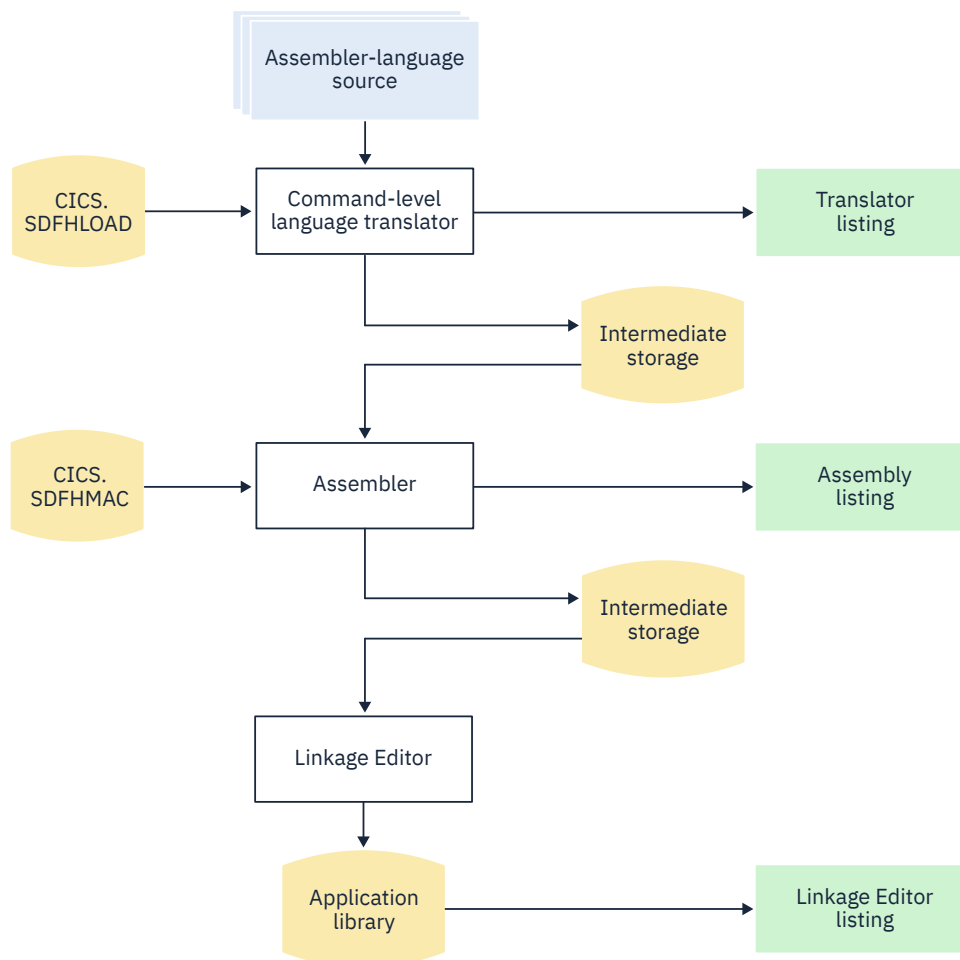 Assembler-language
source
CICS.
SDFHLOAD
Command-level
language translator
Translator
listing
Intermediate
storage
CICS.
SDFHMAC
Assembler
Assembly
listing
Intermediate
storage
Linkage Editor
Application
library
Linkage Editor
listing